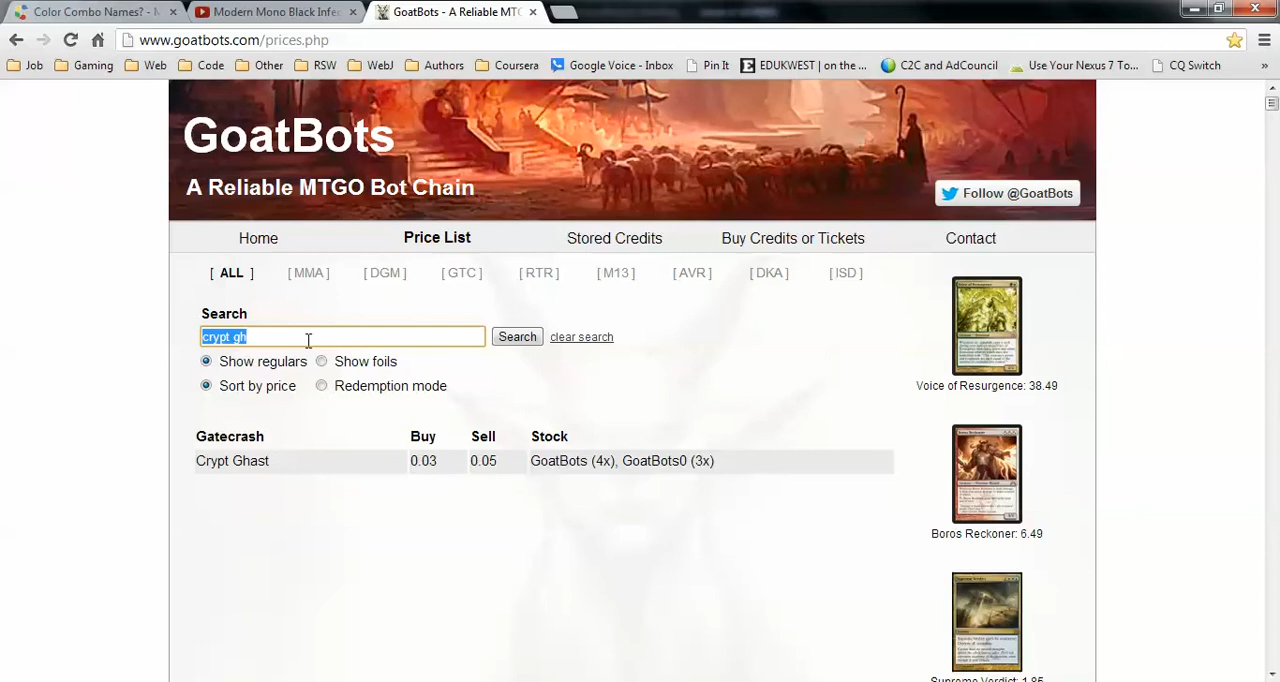 Color Combo Names? - M
Modern Mono Black Infe
GoatBots - A Reliable MTG
www.goatbots.com/prices.php
Job Gaming Web Code Other RSW WebJ Authors Coursera Google Voice - Inbox Pin It EDUKWEST | on the ... C2C and AdCouncil Use Your Nexus 7 To... CQ Switch »
GoatBots
A Reliable MTGO Bot Chain
Follow @GoatBots
Home Price List Stored Credits Buy Credits or Tickets Contact
[ ALL ] [ MMA ] [ DGM ] [ GTC ] [ RTR ] [ M13 ] [ AVR ] [ DKA ] [ ISD ]
Search
crypt gh Search clear search
Show Show foils
Sort by price Redemption mode
Gatecrash Buy Sell Stock
Crypt Ghast 0.03 0.05 GoatBots (4x), GoatBots0 (3x)
Voice of Resurgence: 38.49
Boros Reckoner: 6.49
Supreme Verdict: 1.85